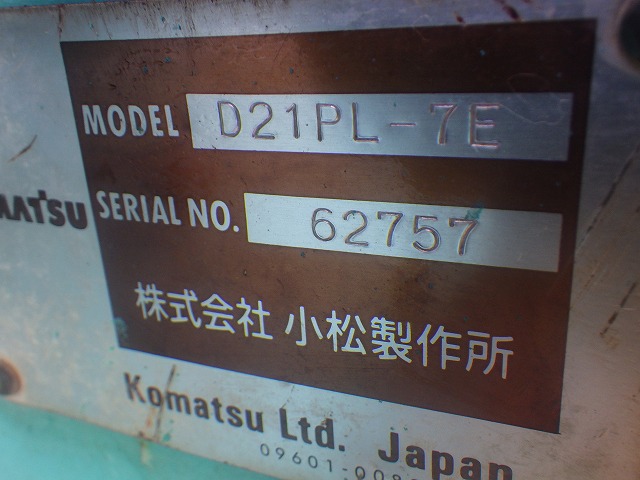 MODEL D21PL-7E
SERIAL NO. 62757
株式会社 小松製作所
Komatsu Ltd. Japan